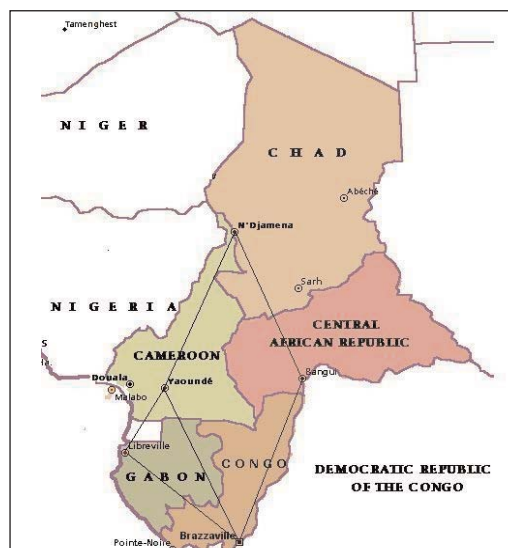 Tamenghest
NIGER
CHAD
Abéché
N'Djamena
Sarh
NIGERIA
CENTRAL
AFRICAN REPUBLIC
CAMEROON
S
Douala
Yaoundé
Bangui
Malabo
Libreville
CONGO
GABON
DEMOCRATIC REPUBLIC
OF THE CONGO
Brazzaville
Pointe-Noire